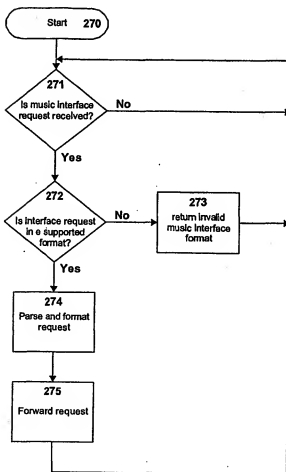 Start 270
271
Is music interface
request received?
No
Yes
272
Is interface request
in e supported
format?
No
273
return invalid
music interface
format
Yes
274
Parse and format
request
275
Forward request